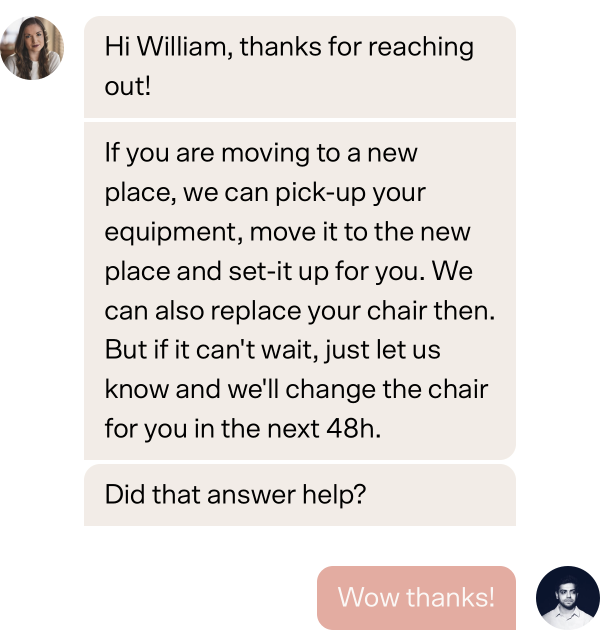 Hi William, thanks for reaching
out!
If you are moving to a new
place, we can pick-up your
equipment, move it to the new
place and set-it up for you. We
can also replace your chair then.
But if it can't wait, just let us
know and we'll change the chair
for you in the next 48h.
Did that answer help?
Wow thanks!